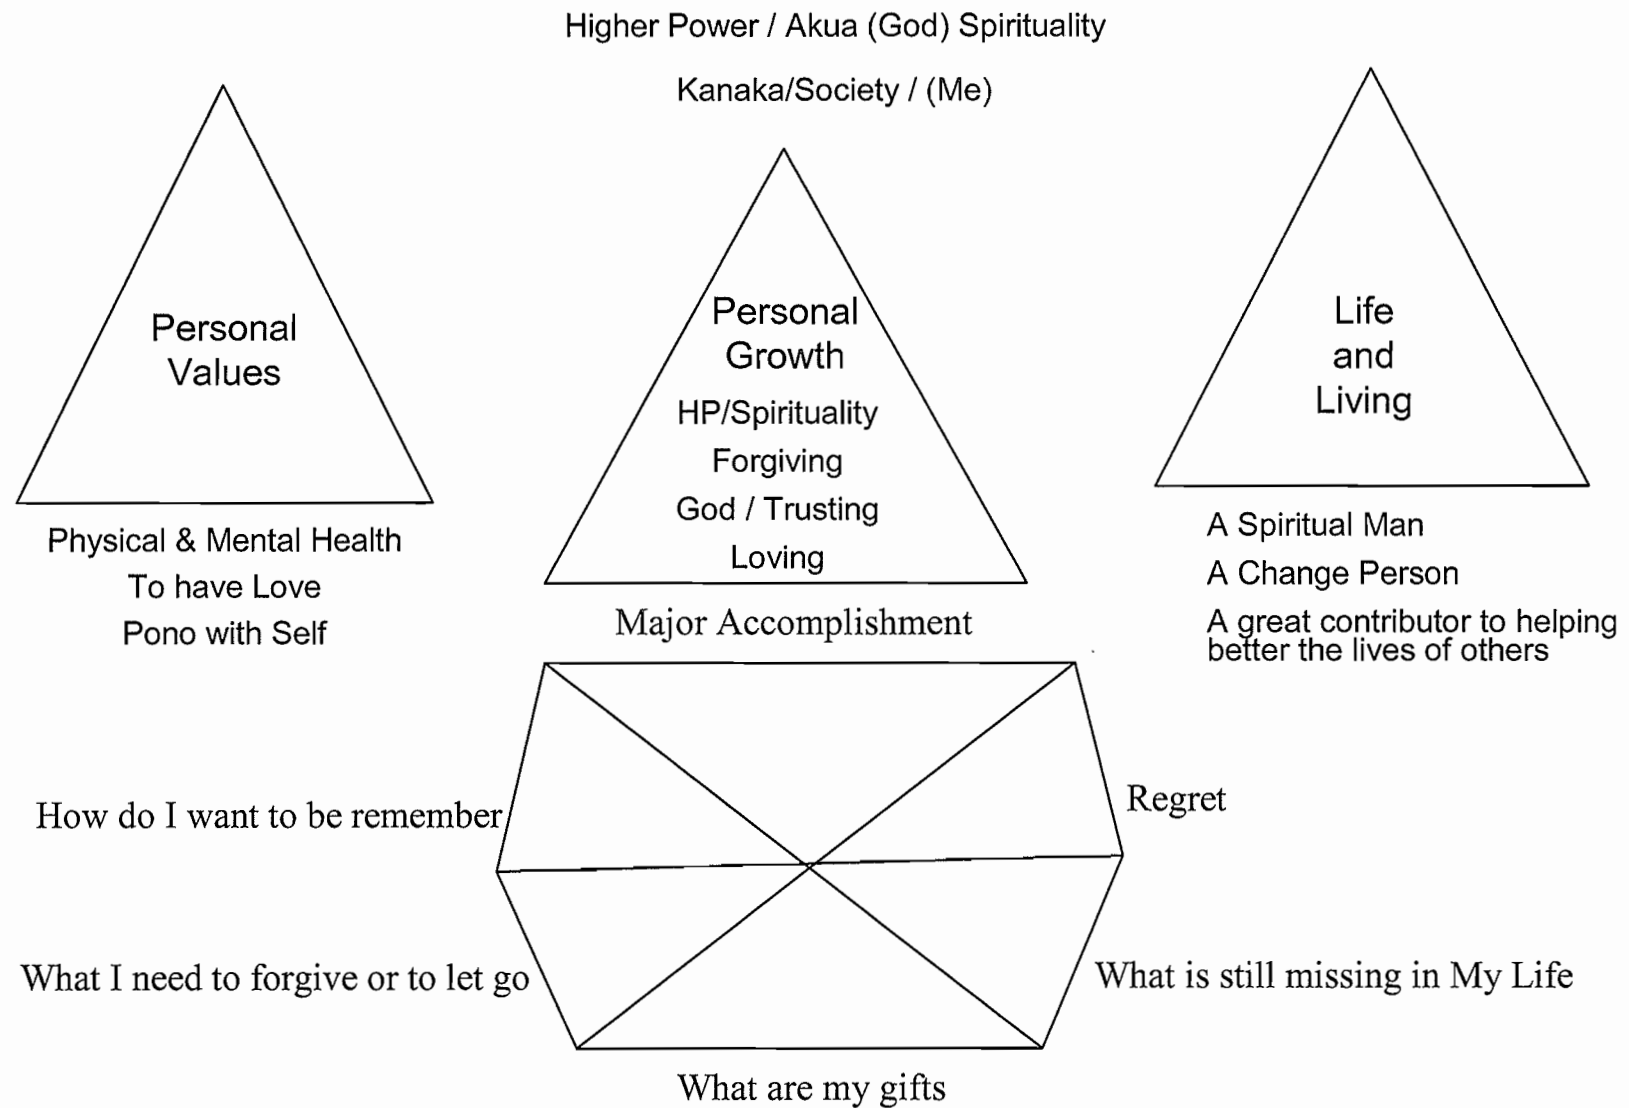 Higher Power / Akua (God) Spirituality
Kanaka/Society / (Me)
Personal
Values
Physical & Mental Health
To have Love
Pono with Self
Personal
Growth
HP/Spirituality
Forgiving
God / Trusting
Loving
Life
and
Living
A Spiritual Man
A Change Person
A great contributor to helping
better the lives of others
Major Accomplishment
How do I want to be remember
Regret
What I need to forgive or to let go
What is still missing in My Life
What are my gifts